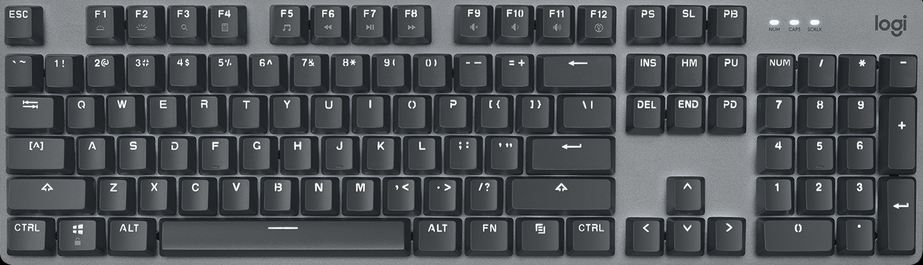 ESC F1 F2 F3 F4 F5 F6 F7 F8 F9 F10 F11 F12 PS SL PB logi
NUM CAPS SCRLK
`~ 1! 2@ 3# 4$ 5% 6^ 7& 8* 9( 0) -- =+ ← INS HM PU NUM / * -
Q W E R T Y U I O P [{ ]} \| DEL END PD 7 8 9 +
[^] A S D F G H J K L ;: '" 4 5 6
Z X C V B N M ,< .> /? ^ 1 2 3
CTRL ALT ALT FN CTRL < v > 0 .